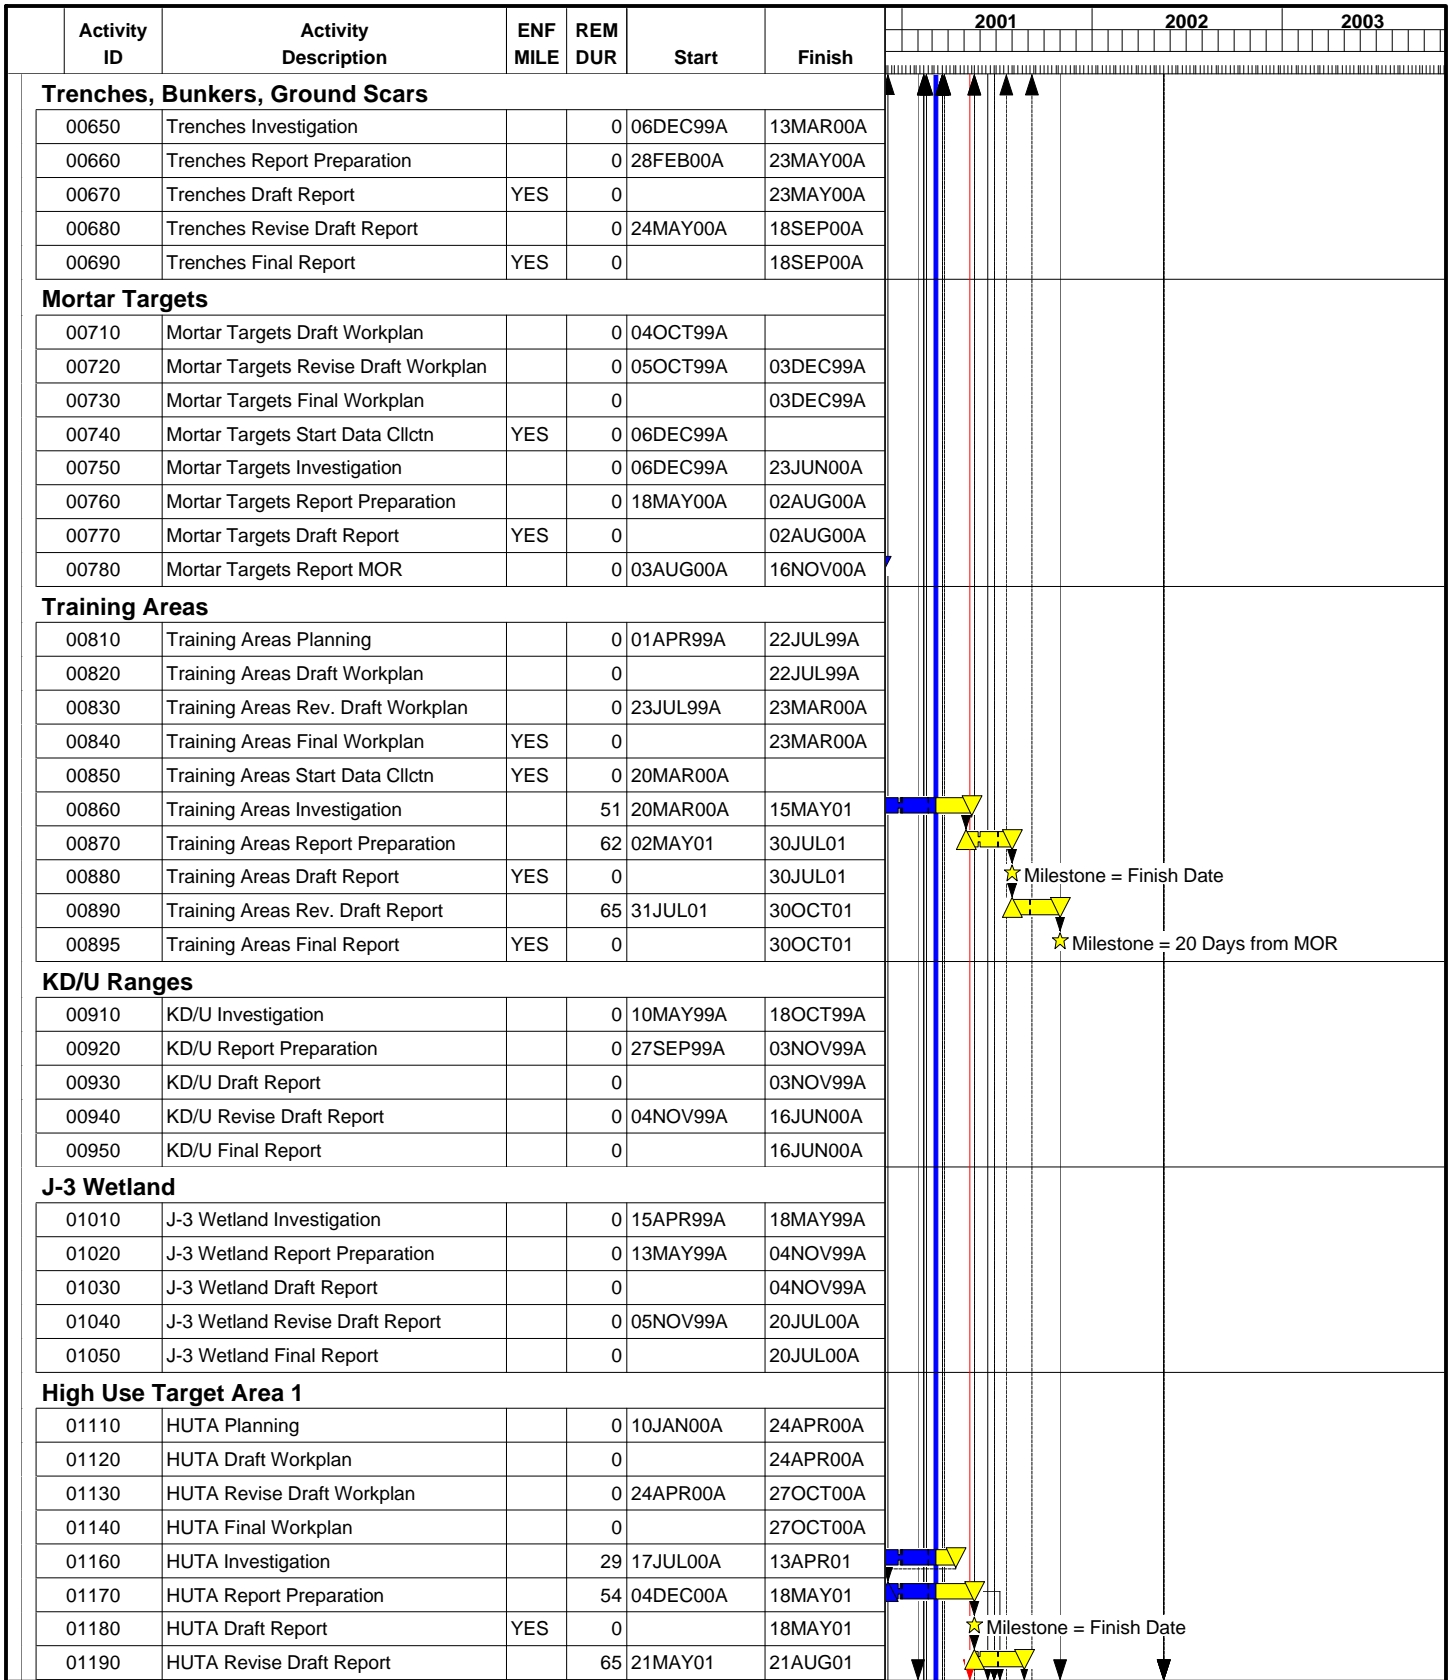 Activity Activity ENF REM 2001 2002 2003
ID Description MILE DUR Start Finish
Trenches, Bunkers, Ground Scars
00650 Trenches Investigation 0 06DEC99A 13MAR00A
00660 Trenches Report Preparation 0 28FEB00A 23MAY00A
00670 Trenches Draft Report YES 0 23MAY00A
00680 Trenches Revise Draft Report 0 24MAY00A 18SEP00A
00690 Trenches Final Report YES 0 18SEP00A
Mortar Targets
00710 Mortar Targets Draft Workplan 0 04OCT99A
00720 Mortar Targets Revise Draft Workplan 0 05OCT99A 03DEC99A
00730 Mortar Targets Final Workplan 0 03DEC99A
00740 Mortar Targets Start Data Cllctn YES 0 06DEC99A
00750 Mortar Targets Investigation 0 06DEC99A 23JUN00A
00760 Mortar Targets Report Preparation 0 18MAY00A 02AUG00A
00770 Mortar Targets Draft Report YES 0 02AUG00A
00780 Mortar Targets Report MOR 0 03AUG00A 16NOV00A
Training Areas
00810 Training Areas Planning 0 01APR99A 22JUL99A
00820 Training Areas Draft Workplan 0 22JUL99A
00830 Training Areas Rev. Draft Workplan 0 23JUL99A 23MAR00A
00840 Training Areas Final Workplan YES 0 23MAR00A
00850 Training Areas Start Data Cllctn YES 0 20MAR00A
00860 Training Areas Investigation 51 20MAR00A 15MAY01
00870 Training Areas Report Preparation 62 02MAY01 30JUL01
00880 Training Areas Draft Report YES 0 30JUL01 Milestone = Finish Date
00890 Training Areas Rev. Draft Report 65 31JUL01 30OCT01
00895 Training Areas Final Report YES 0 30OCT01 Milestone = 20 Days from MOR
KD/U Ranges
00910 KD/U Investigation 0 10MAY99A 18OCT99A
00920 KD/U Report Preparation 0 27SEP99A 03NOV99A
00930 KD/U Draft Report 0 03NOV99A
00940 KD/U Revise Draft Report 0 04NOV99A 16JUN00A
00950 KD/U Final Report 0 16JUN00A
J-3 Wetland
01010 J-3 Wetland Investigation 0 15APR99A 18MAY99A
01020 J-3 Wetland Report Preparation 0 13MAY99A 04NOV99A
01030 J-3 Wetland Draft Report 0 04NOV99A
01040 J-3 Wetland Revise Draft Report 0 05NOV99A 20JUL00A
01050 J-3 Wetland Final Report 0 20JUL00A
High Use Target Area 1
01110 HUTA Planning 0 10JAN00A 24APR00A
01120 HUTA Draft Workplan 0 24APR00A
01130 HUTA Revise Draft Workplan 0 24APR00A 27OCT00A
01140 HUTA Final Workplan 0 27OCT00A
01160 HUTA Investigation 29 17JUL00A 13APR01
01170 HUTA Report Preparation 54 04DEC00A 18MAY01
01180 HUTA Draft Report YES 0 18MAY01 Milestone = Finish Date
01190 HUTA Revise Draft Report 65 21MAY01 21AUG01